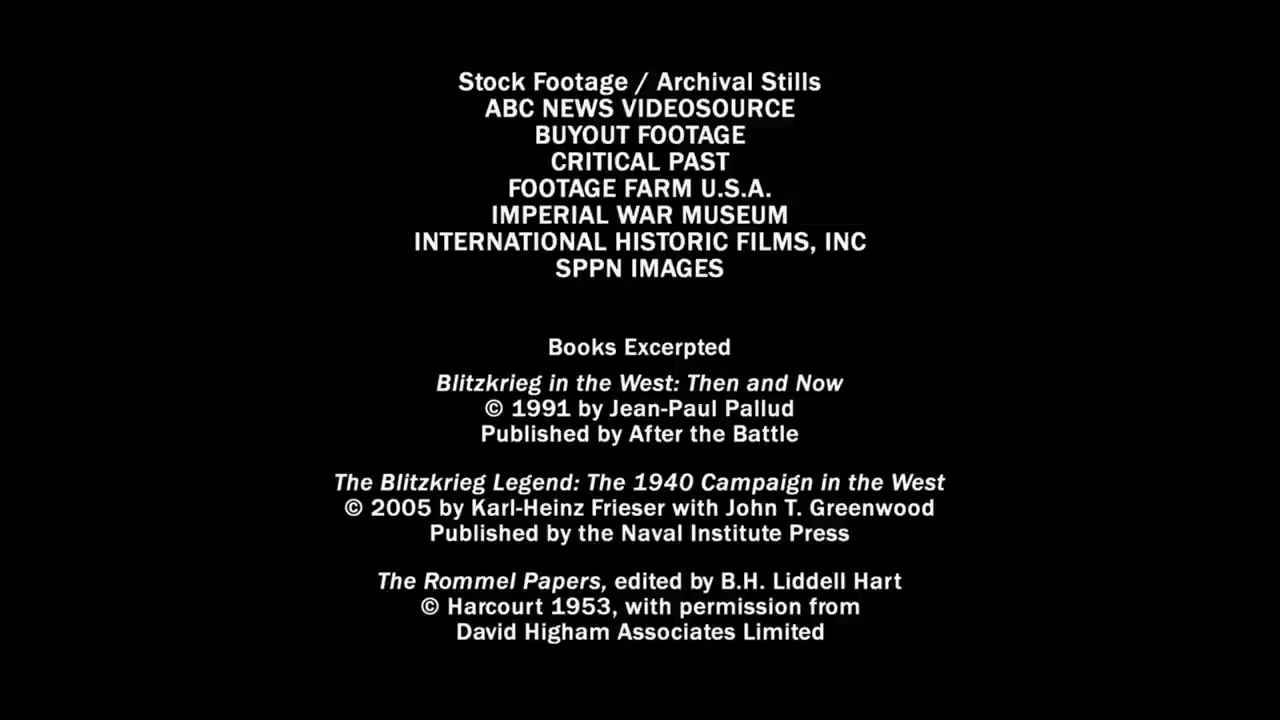 Stock Footage / Archival Stills
ABC NEWS VIDEOSOURCE
BUYOUT FOOTAGE
CRITICAL PAST
FOOTAGE FARM U.S.A.
IMPERIAL WAR MUSEUM
INTERNATIONAL HISTORIC FILMS, INC
SPPN IMAGES
Books Excerpted
Blitzkrieg in the West: Then and Now
© 1991 by Jean-Paul Pallud
Published by After the Battle
The Blitzkrieg Legend: The 1940 Campaign in the West
© 2005 by Karl-Heinz Frieser with John T. Greenwood
Published by the Naval Institute Press
The Rommel Papers, edited by B.H. Liddell Hart
© Harcourt 1953, with permission from
David Higham Associates Limited